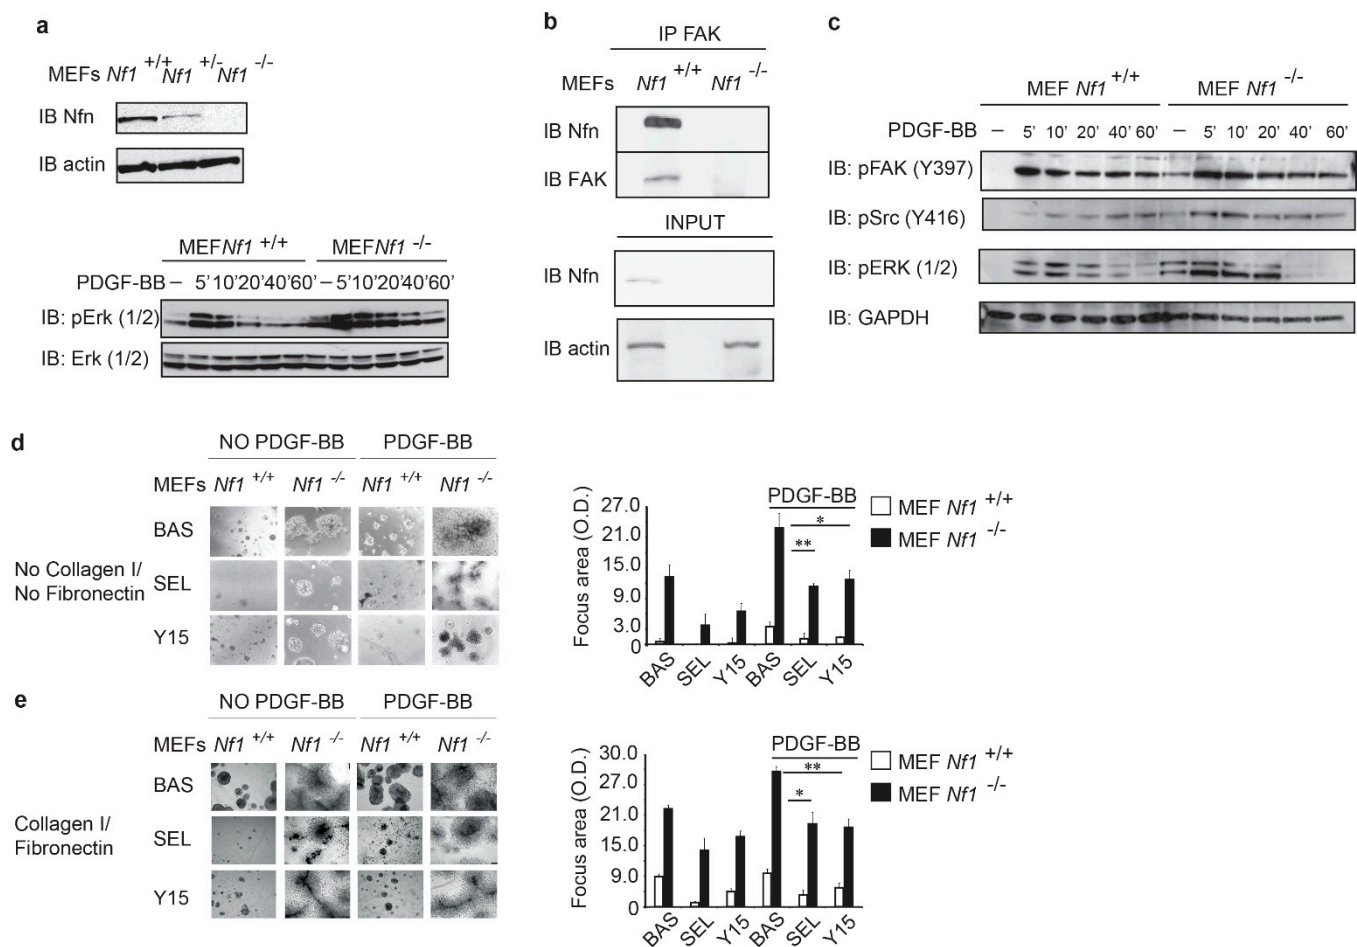 a
MEFs Nf1 +/+ Nf1 +/- Nf1 -/-
IB Nfn
IB actin
MEFNf1 +/+ MEFNf1 -/-
PDGF-BB – 5' 10' 20' 40' 60' – 5' 10' 20' 40' 60'
IB: pErk (1/2)
IB: Erk (1/2)
b
IP FAK
MEFs Nf1 +/+ Nf1 -/-
IB Nfn
IB FAK
INPUT
IB Nfn
IB actin
c
MEF Nf1 +/+ MEF Nf1 -/-
PDGF-BB – 5' 10' 20' 40' 60' – 5' 10' 20' 40' 60'
IB: pFAK (Y397)
IB: pSrc (Y416)
IB: pERK (1/2)
IB: GAPDH
d
NO PDGF-BB PDGF-BB
MEFs Nf1 +/+ Nf1 -/- Nf1 +/+ Nf1 -/-
BAS
No Collagen I/
No Fibronectin
SEL
Y15
Focus area (O.D.)
27.0
21.0
15.0
9.0
3.0
0
PDGF-BB
*
**
MEF Nf1 +/+
MEF Nf1 -/-
BAS SEL Y15 BAS SEL Y15
e
NO PDGF-BB PDGF-BB
MEFs Nf1 +/+ Nf1 -/- Nf1 +/+ Nf1 -/-
BAS
Collagen I/
Fibronectin
SEL
Y15
Focus area (O.D.)
30.0
27.0
21.0
15.0
9.0
0
PDGF-BB
**
*
MEF Nf1 +/+
MEF Nf1 -/-
BAS SEL Y15 BAS SEL Y15